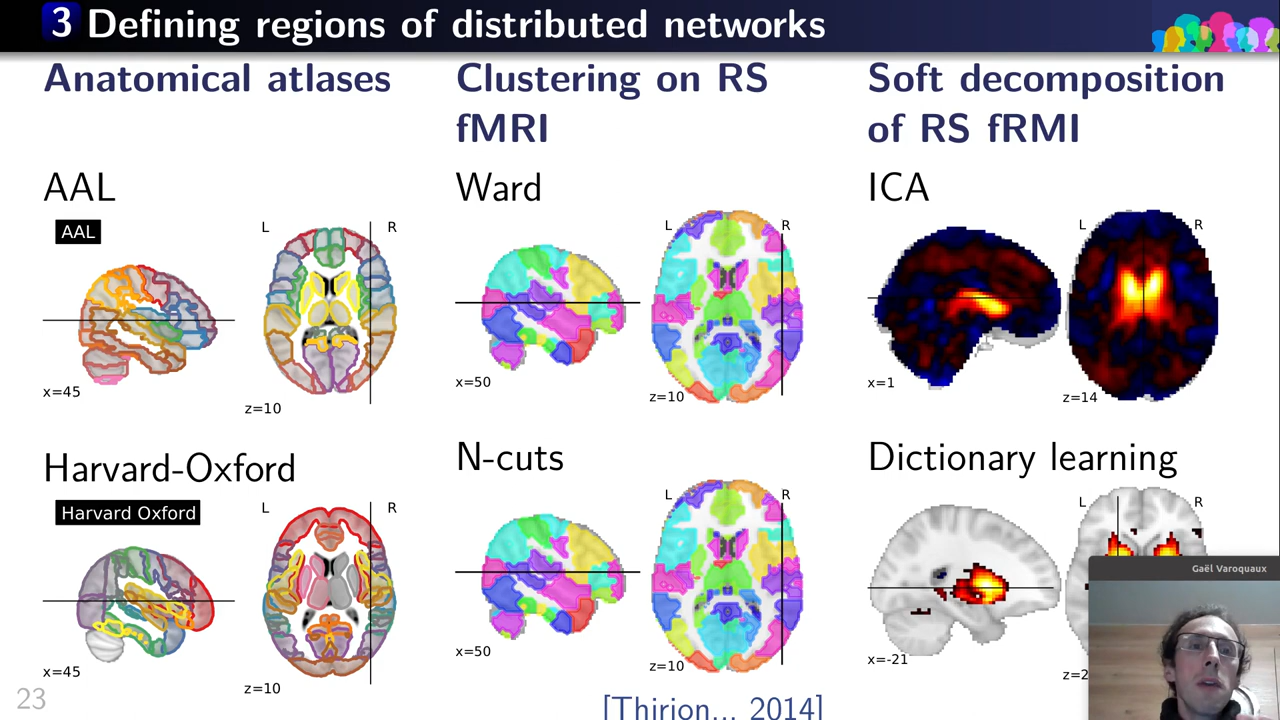 3 Defining regions of distributed networks
Anatomical atlases
AAL
AAL
L R
x=45
z=10
Harvard-Oxford
Harvard Oxford
L R
x=45
z=10
Clustering on RS
fMRI
Ward
L R
x=50
z=10
N-cuts
L R
x=50
z=10
[Thirion... 2014]
Soft decomposition
of RS fRMI
ICA
L R
x=1
z=14
Dictionary learning
L R
x=-21
z=2
Gaël Varoquaux
23